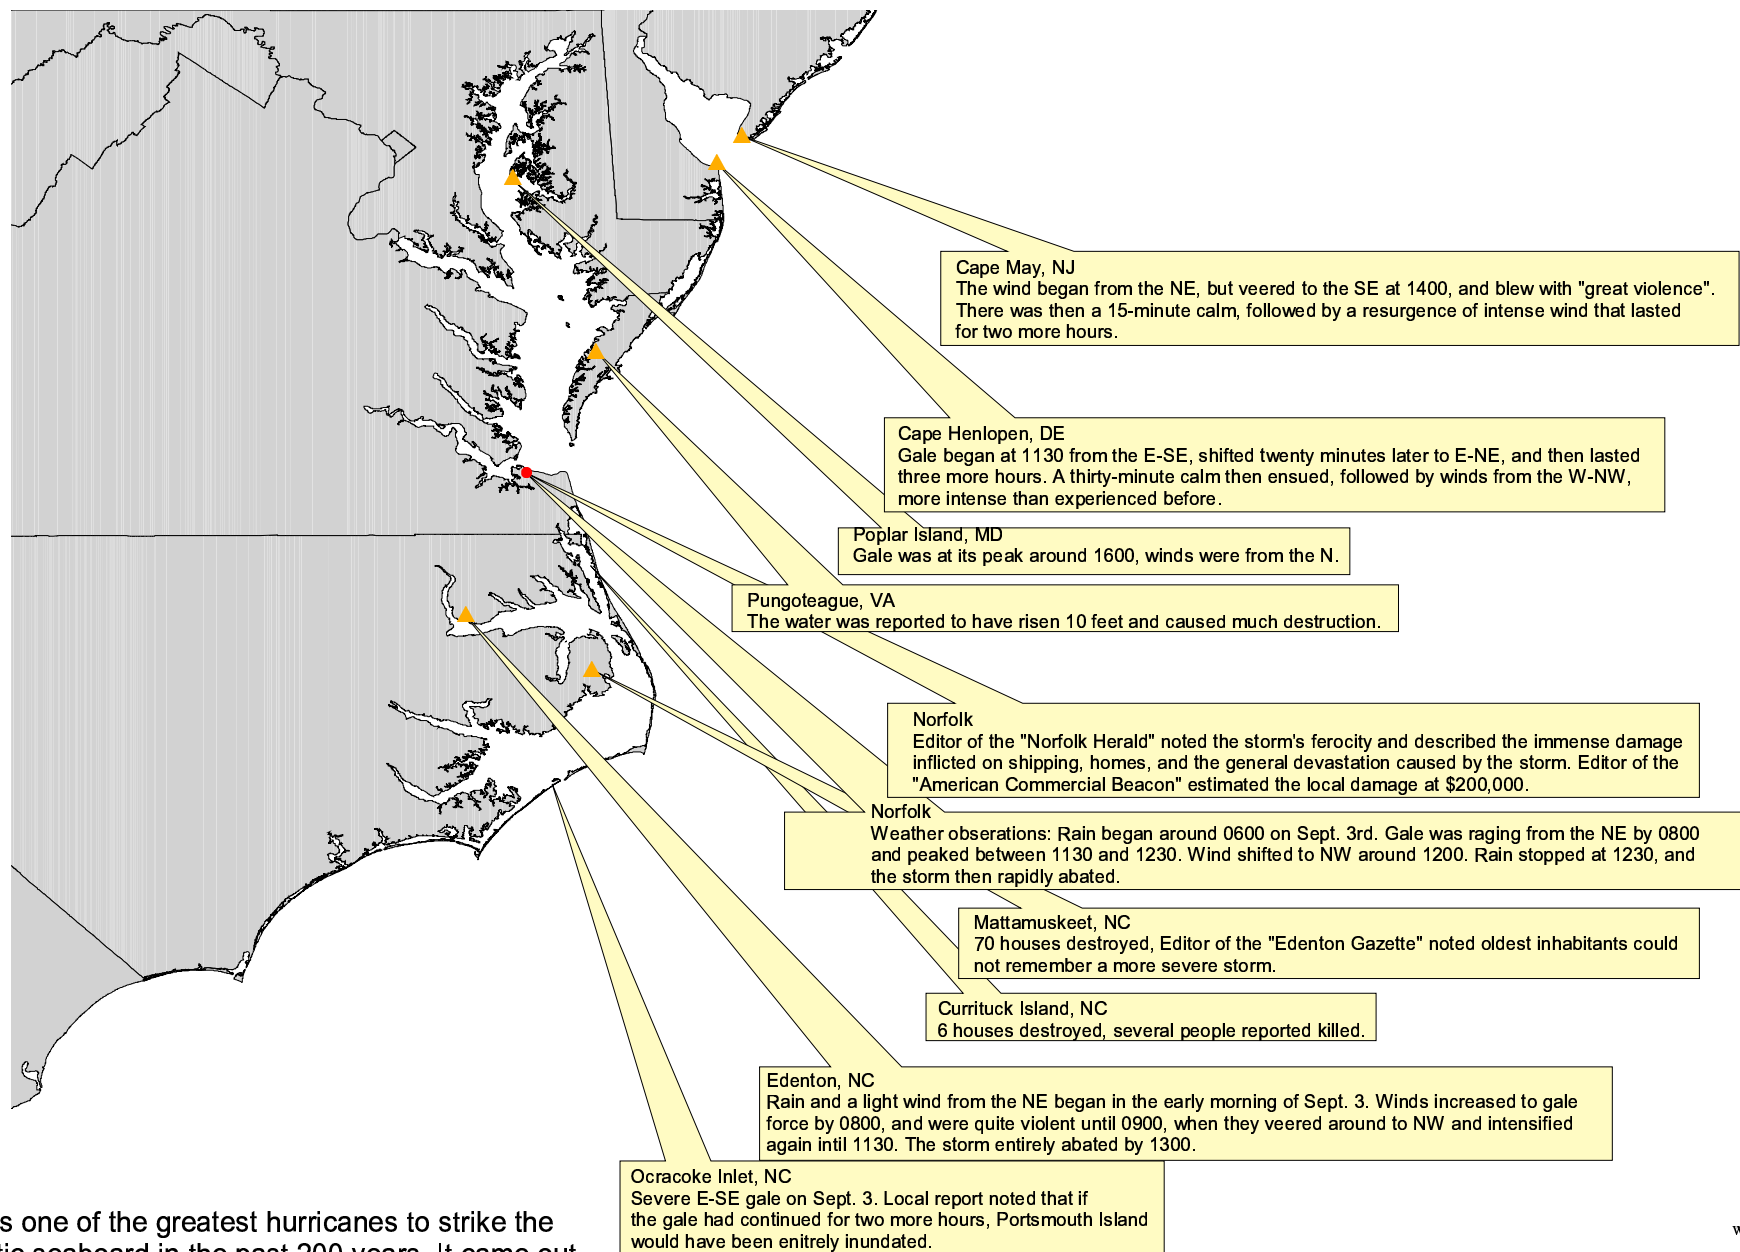 Cape May, NJ
The wind began from the NE, but veered to the SE at 1400, and blew with "great violence".
There was then a 15-minute calm, followed by a resurgence of intense wind that lasted
for two more hours.
Cape Henlopen, DE
Gale began at 1130 from the E-SE, shifted twenty minutes later to E-NE, and then lasted
three more hours. A thirty-minute calm then ensued, followed by winds from the W-NW,
more intense than experienced before.
Poplar Island, MD
Gale was at its peak around 1600, winds were from the N.
Pungoteague, VA
The water was reported to have risen 10 feet and caused much destruction.
Norfolk
Editor of the "Norfolk Herald" noted the storm's ferocity and described the immense damage
inflicted on shipping, homes, and the general devastation caused by the storm. Editor of the
"American Commercial Beacon" estimated the local damage at $200,000.
Norfolk
Weather obserations: Rain began around 0600 on Sept. 3rd. Gale was raging from the NE by 0800
and peaked between 1130 and 1230. Wind shifted to NW around 1200. Rain stopped at 1230, and
the storm then rapidly abated.
Mattamuskeet, NC
70 houses destroyed, Editor of the "Edenton Gazette" noted oldest inhabitants could
not remember a more severe storm.
Currituck Island, NC
6 houses destroyed, several people reported killed.
Edenton, NC
Rain and a light wind from the NE began in the early morning of Sept. 3. Winds increased to gale
force by 0800, and were quite violent until 0900, when they veered around to NW and intensified
again intil 1130. The storm entirely abated by 1300.
Ocracoke Inlet, NC
Severe E-SE gale on Sept. 3. Local report noted that if
the gale had continued for two more hours, Portsmouth Island
would have been enitrely inundated.
s one of the greatest hurricanes to strike the
tic seaboard in the past 200 years. It came out